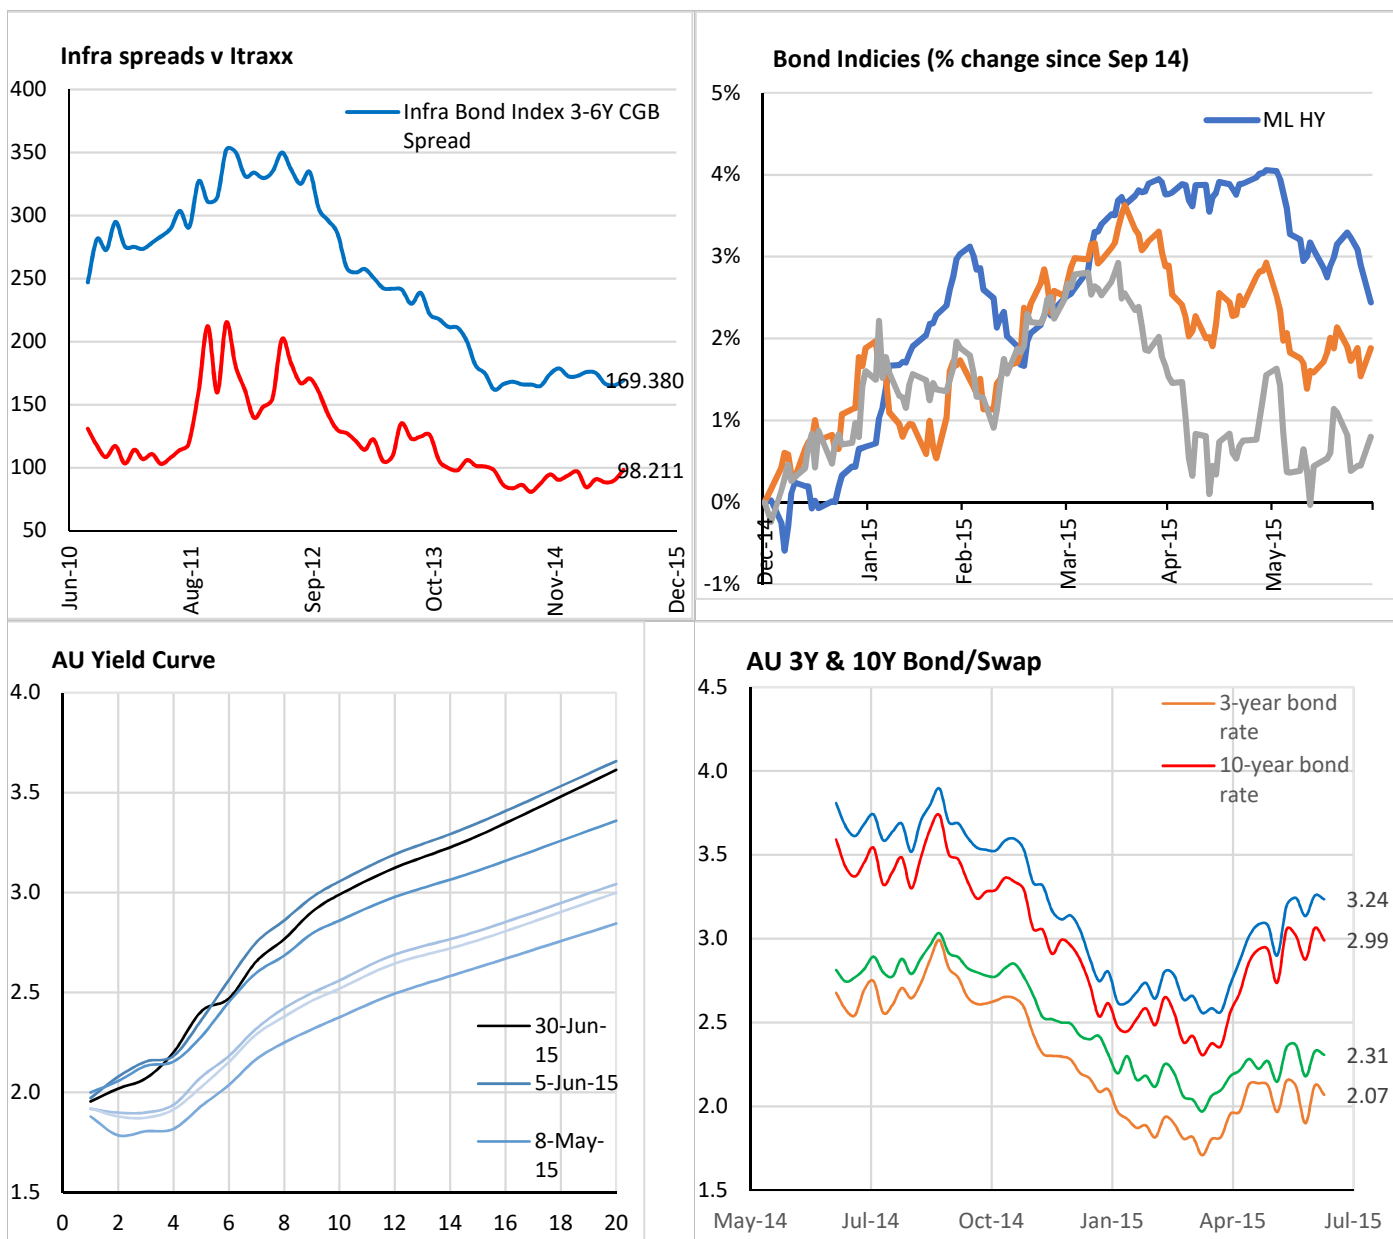 Infra spreads v Itraxx
400
350
300
250
200
150
100
50
Infra Bond Index 3-6Y CGB
Spread
169.380
98.211
Jun-10
Aug-11
Sep-12
Oct-13
Nov-14
Dec-15
Bond Indicies (% change since Sep 14)
5%
4%
3%
2%
1%
0%
-1%
ML HY
Dec-14
Jan-15
Feb-15
Mar-15
Apr-15
May-15
AU Yield Curve
4.0
3.5
3.0
2.5
2.0
1.5
30-Jun-
15
5-Jun-15
8-May-
15
0 2 4 6 8 10 12 14 16 18 20
AU 3Y & 10Y Bond/Swap
4.5
4.0
3.5
3.0
2.5
2.0
1.5
3-year bond
rate
10-year bond
rate
3.24
2.99
2.31
2.07
May-14 Jul-14 Oct-14 Jan-15 Apr-15 Jul-15